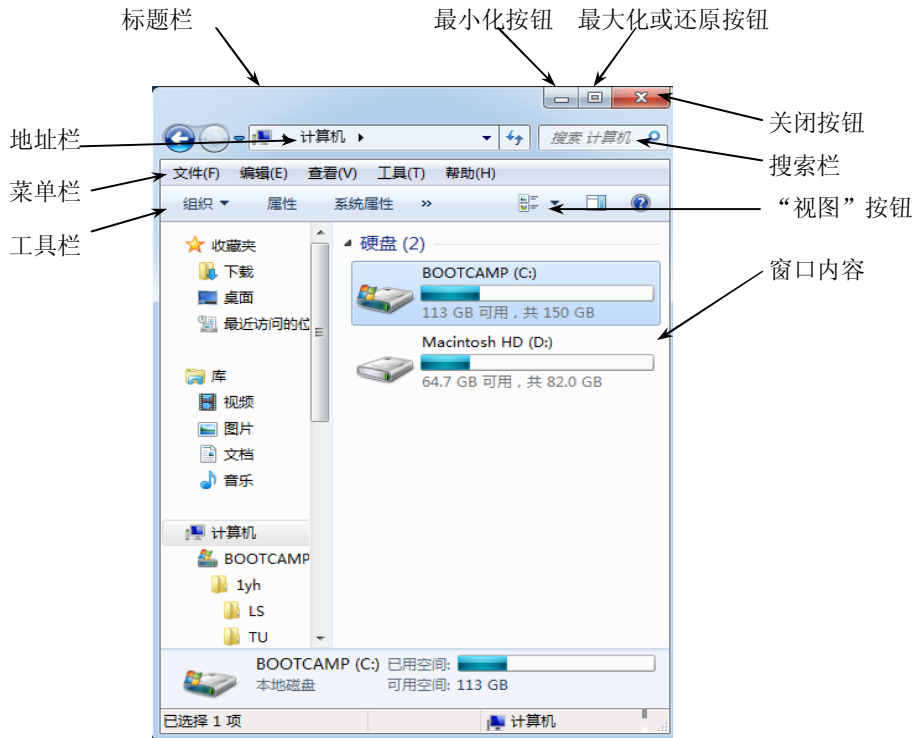 标题栏
最小化按钮
最大化或还原按钮
关闭按钮
地址栏
计算机
搜索 计算机
搜索栏
菜单栏
文件(F) 编辑(E) 查看(V) 工具(T) 帮助(H)
工具栏
组织 属性 系统属性 »
“视图”按钮
收藏夹
下载
桌面
最近访问的位
库
视频
图片
文档
音乐
计算机
BOOTCAMP
1yh
LS
TU
硬盘 (2)
BOOTCAMP (C:)
113 GB 可用，共 150 GB
Macintosh HD (D:)
64.7 GB 可用，共 82.0 GB
窗口内容
BOOTCAMP (C:) 已用空间:
本地磁盘 可用空间: 113 GB
已选择 1 项 计算机